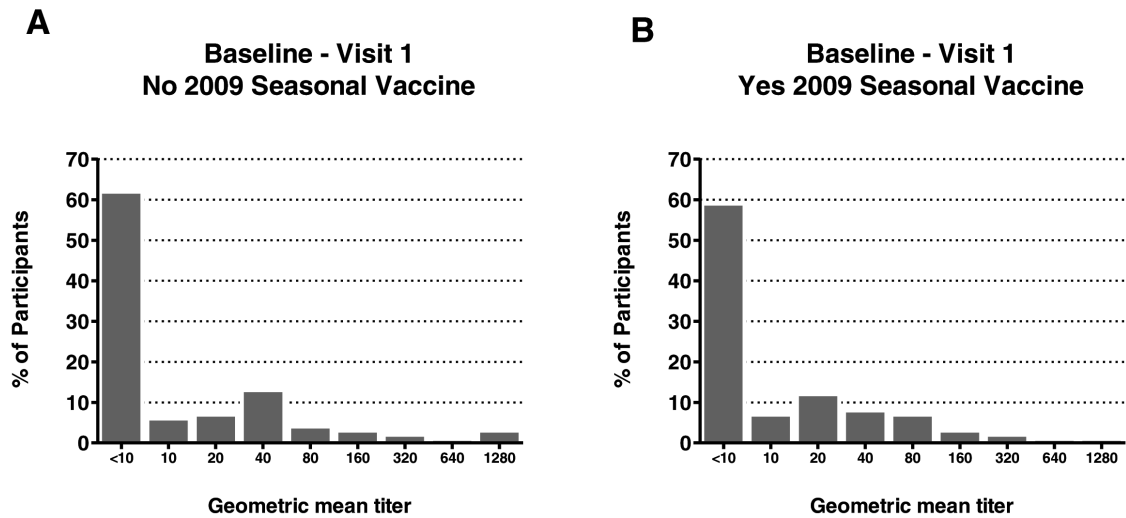 A
Baseline - Visit 1
No 2009 Seasonal Vaccine
% of Participants
70
60
50
40
30
20
10
0
<10 10 20 40 80 160 320 640 1280
Geometric mean titer
B
Baseline - Visit 1
Yes 2009 Seasonal Vaccine
% of Participants
70
60
50
40
30
20
10
0
<10 10 20 40 80 160 320 640 1280
Geometric mean titer